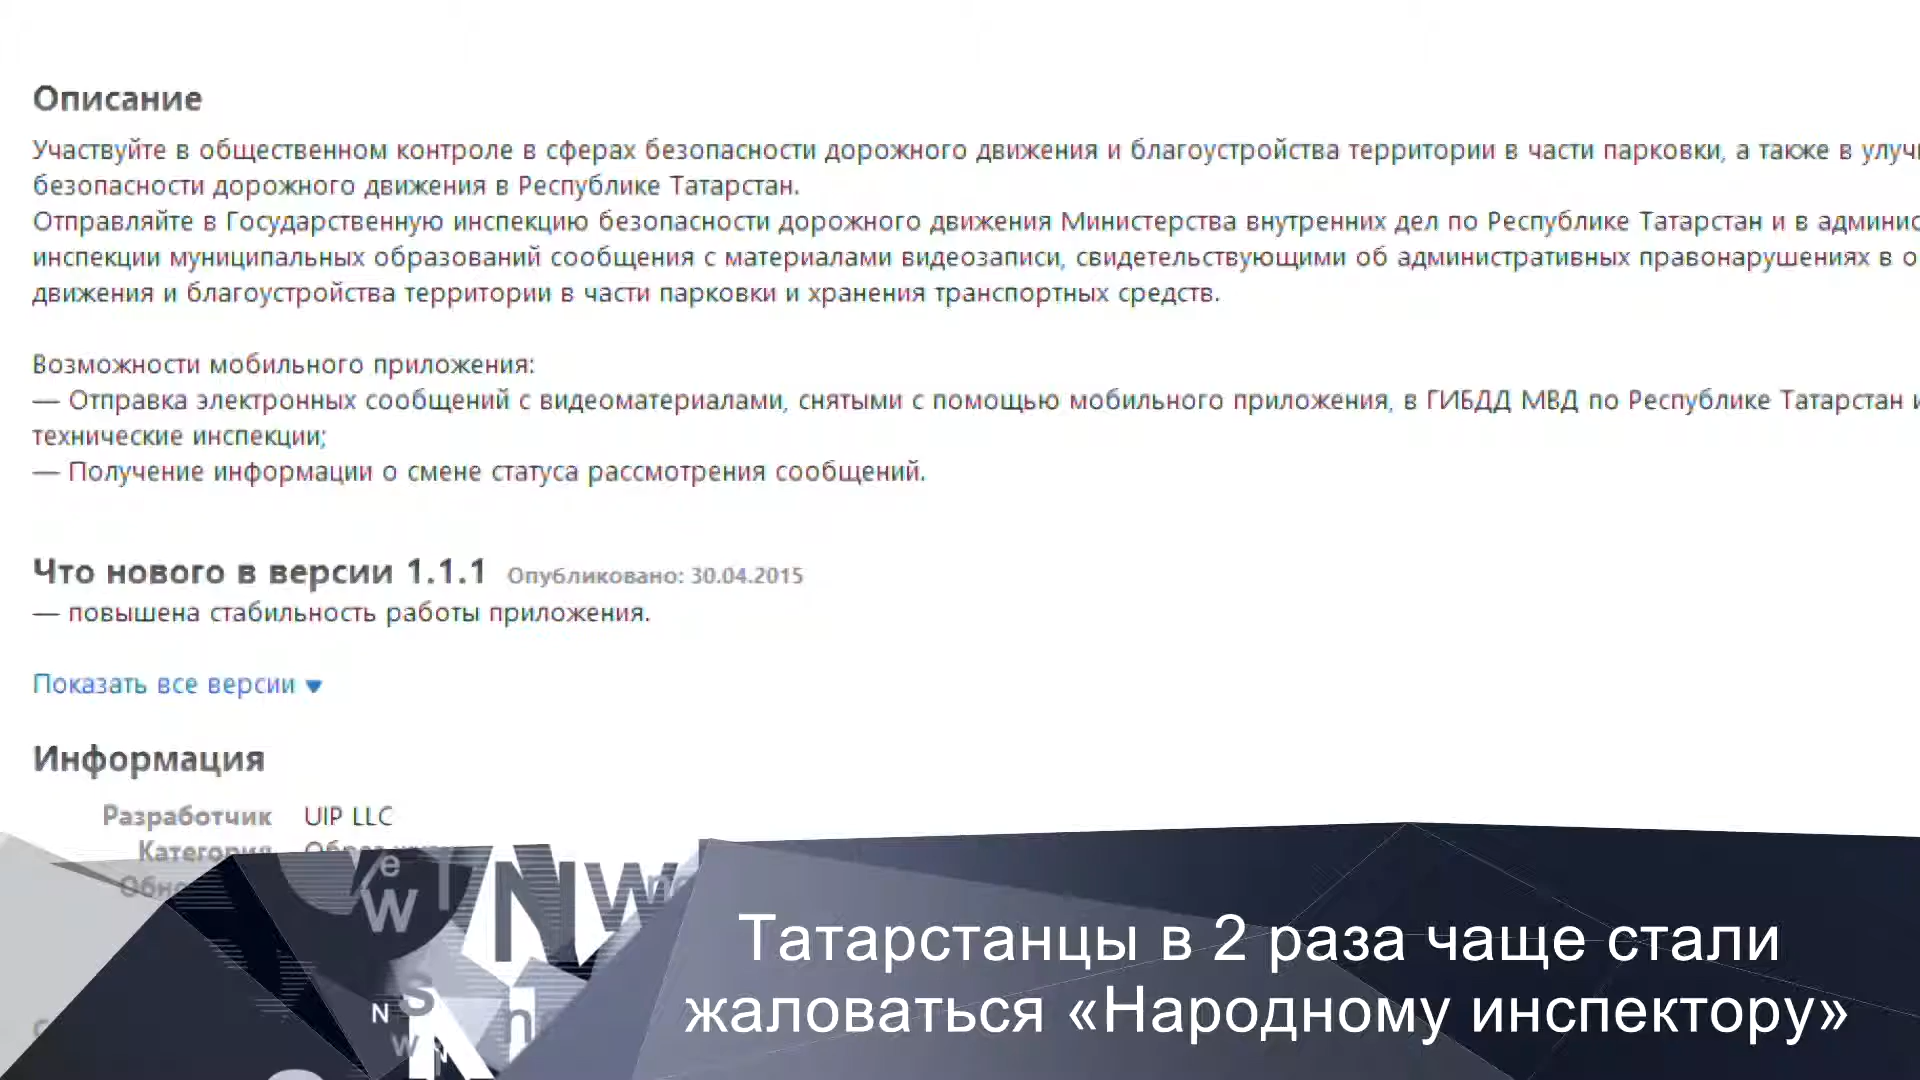 Описание
Участвуйте в общественном контроле в сферах безопасности дорожного движения и благоустройства территории в части парковки, а также в
безопасности дорожного движения в Республике Татарстан.
Отправляйте в Государственную инспекцию безопасности дорожного движения Министерства внутренних дел по Республике Татарстан и в
инспекции муниципальных образований сообщения с материалами видеозаписи, свидетельствующими об административных правонарушениях в
движения и благоустройства территории в части парковки и хранения транспортных средств.
Возможности мобильного приложения:
— Отправка электронных сообщений с видеоматериалами, снятыми с помощью мобильного приложения, в ГИБДД МВД по Республике Татарстан
технические инспекции;
— Получение информации о смене статуса рассмотрения сообщений.
Что нового в версии 1.1.1 Опубликовано: 30.04.2015
— повышена стабильность работы приложения.
Показать все версии
Информация
Разработчик UIP LLC
Категория
Татарстанцы в 2 раза чаще стали
жаловаться «Народному инспектору»